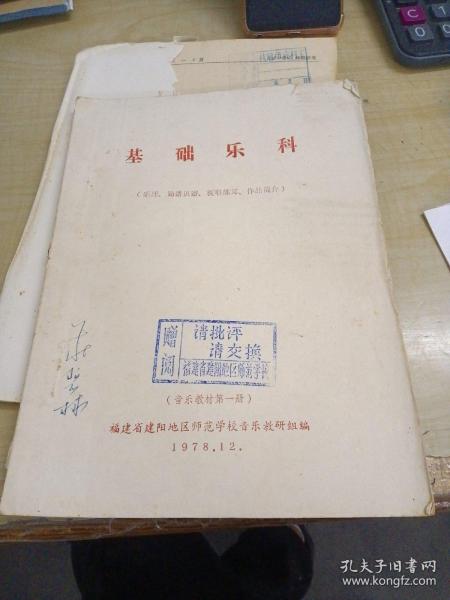 基础乐科
(乐理、简谱识谱、视唱练耳、作品简介)
赠阅
请批评
请交换
福建省建阳地区师范学校
(音乐教材第一册)
福建省建阳地区师范学校音乐教研组编
1978.12.
孔夫子旧书网
www.kongfz.com